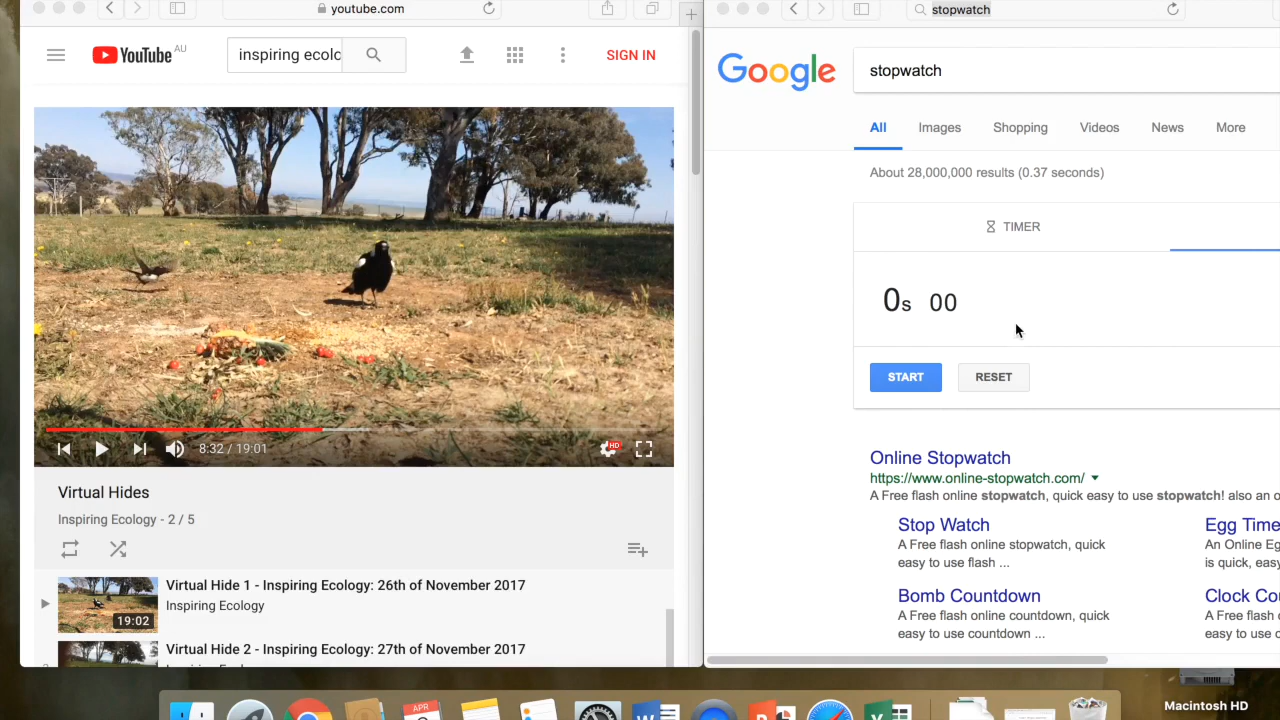 youtube.com
YouTube AU
inspiring ecolc
SIGN IN
8:32 / 19:01
HD
Virtual Hides
Inspiring Ecology - 2 / 5
Virtual Hide 1 - Inspiring Ecology: 26th of November 2017
Inspiring Ecology
19:02
Virtual Hide 2 - Inspiring Ecology: 27th of November 2017
stopwatch
Google
stopwatch
All Images Shopping Videos News More
About 28,000,000 results (0.37 seconds)
TIMER
0s 00
START RESET
Online Stopwatch
https://www.online-stopwatch.com/
A Free flash online stopwatch, quick easy to use stopwatch! also an o
Stop Watch
A Free flash online stopwatch, quick
easy to use flash ...
Egg Time
An Online Eg
is quick, easy
Bomb Countdown
A Free flash online countdown, quick
easy to use countdown ...
Clock Co
A Free flash
easy to use c
APR
Macintosh HD